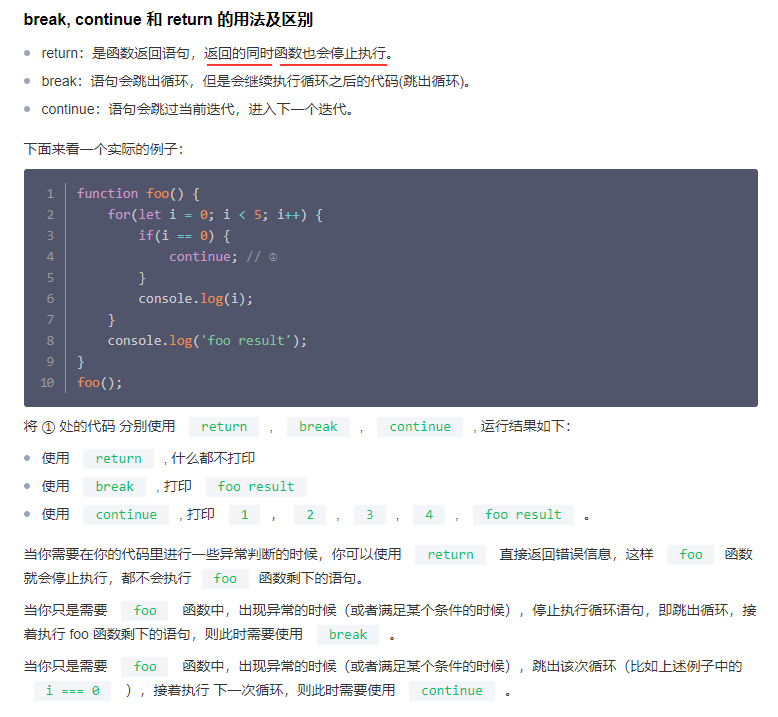 break, continue 和 return 的用法及区别
return：是函数返回语句，返回的同时函数也会停止执行。
break：语句会跳出循环，但是会继续执行循环之后的代码(跳出循环)。
continue：语句会跳过当前迭代，进入下一个迭代。
下面来看一个实际的例子：
1 function foo() {
2     for(let i = 0; i < 5; i++) {
3         if(i == 0) {
4             continue; // ①
5         }
6         console.log(i);
7     }
8     console.log('foo result');
9 }
10 foo();
将 ① 处的代码 分别使用 return ，break ，continue ,运行结果如下：
使用 return , 什么都不打印
使用 break , 打印 foo result
使用 continue , 打印 1 ，2 ，3 ，4 ，foo result 。
当你需要在你的代码里进行一些异常判断的时候，你可以使用 return 直接返回错误信息，这样 foo 函数
就会停止执行，都不会执行 foo 函数剩下的语句。
当你只是需要 foo 函数中，出现异常的时候（或者满足某个条件的时候），停止执行循环语句，即跳出循环，接
着执行 foo 函数剩下的语句，则此时需要使用 break 。
当你只是需要 foo 函数中，出现异常的时候（或者满足某个条件的时候），跳出该次循环（比如上述例子中的
i === 0 ），接着执行 下一次循环，则此时需要使用 continue 。